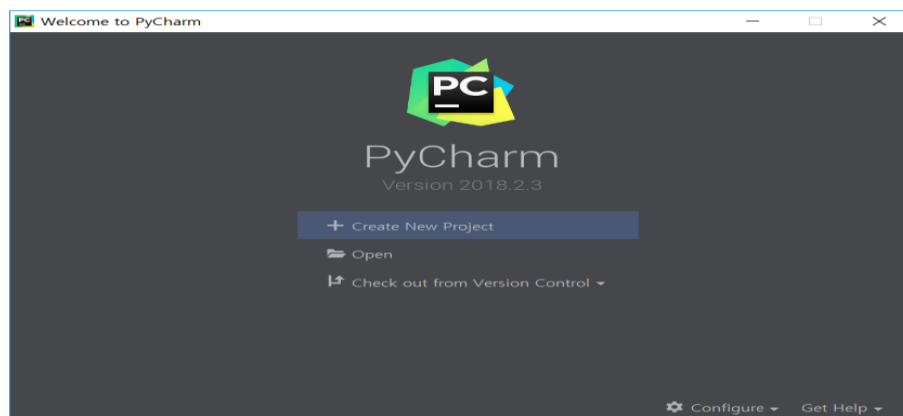 Welcome to PyCharm
PC
PyCharm
Version 2018.2.3
Create New Project
Open
Check out from Version Control
Configure
Get Help